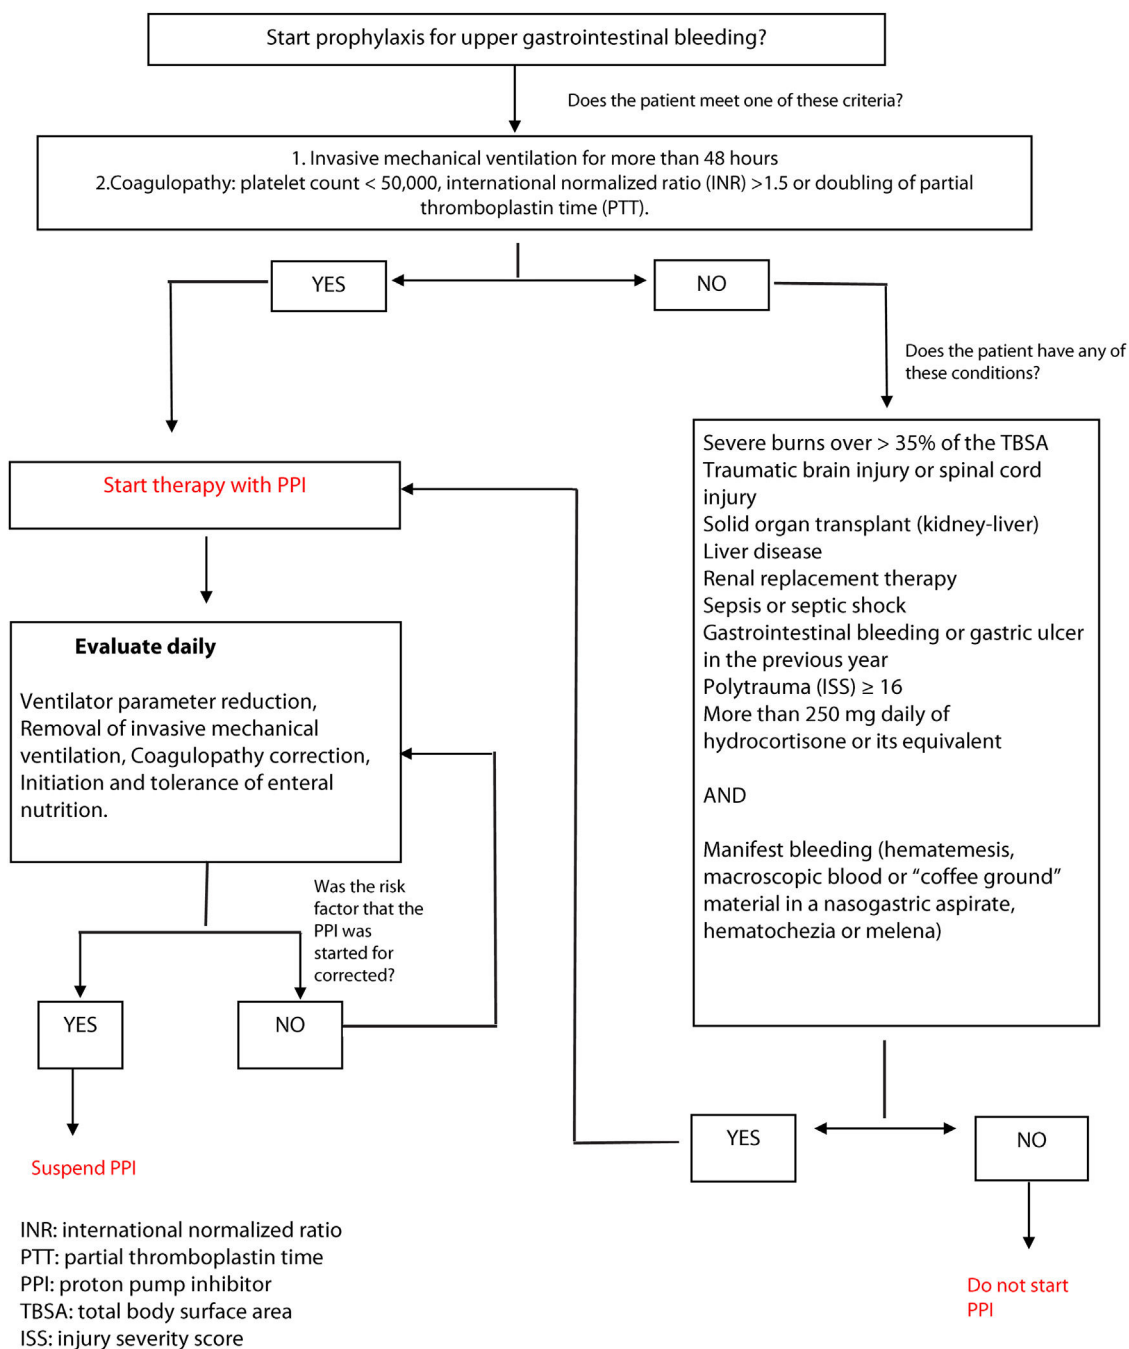 Start prophylaxis for upper gastrointestinal bleeding?
Does the patient meet one of these criteria?
1. Invasive mechanical ventilation for more than 48 hours
2.Coagulopathy: platelet count < 50,000, international normalized ratio (INR) >1.5 or doubling of partial
thromboplastin time (PTT).
YES
NO
Does the patient have any of
these conditions?
Severe burns over > 35% of the TBSA
Traumatic brain injury or spinal cord
injury
Solid organ transplant (kidney-liver)
Liver disease
Renal replacement therapy
Sepsis or septic shock
Gastrointestinal bleeding or gastric ulcer
in the previous year
Polytrauma (ISS) ≥ 16
More than 250 mg daily of
hydrocortisone or its equivalent
AND
Manifest bleeding (hematemesis,
macroscopic blood or “coffee ground”
material in a nasogastric aspirate,
hematochezia or melena)
Start therapy with PPI
Evaluate daily
Ventilator parameter reduction,
Removal of invasive mechanical
ventilation, Coagulopathy correction,
Initiation and tolerance of enteral
nutrition.
Was the risk
factor that the
PPI was
started for
corrected?
YES
NO
Suspend PPI
YES
NO
Do not start
PPI
INR: international normalized ratio
PTT: partial thromboplastin time
PPI: proton pump inhibitor
TBSA: total body surface area
ISS: injury severity score